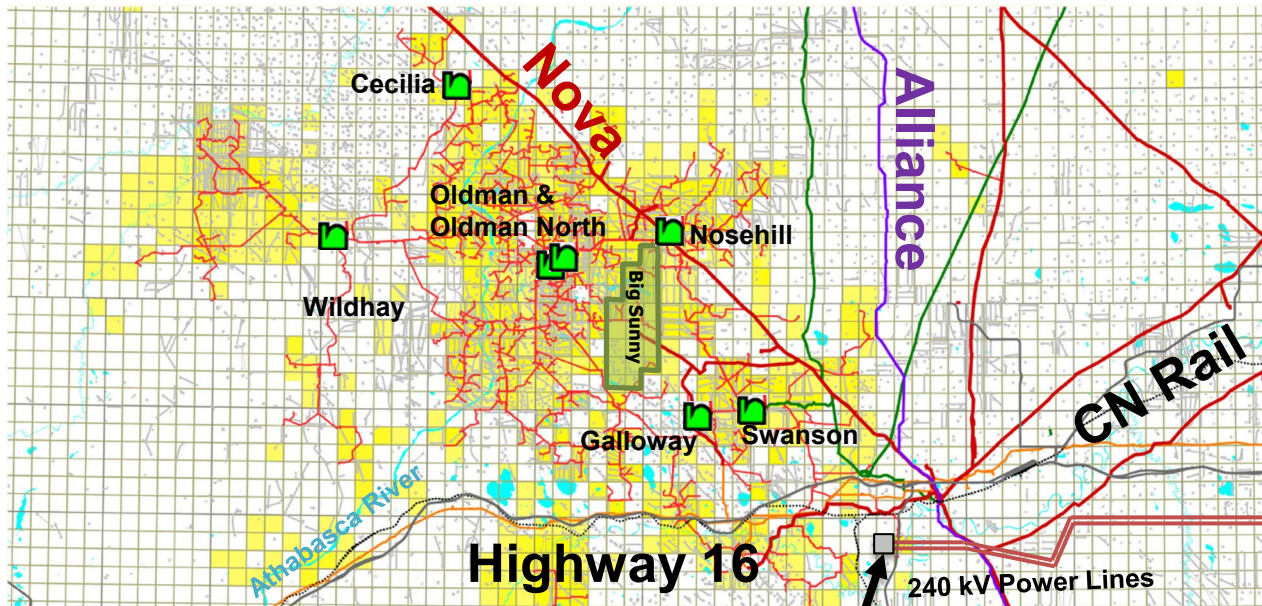 Cecilia
Nova
Alliance
Oldman &
Oldman North
Nosehill
Big Sunny
Wildhay
CN Rail
Galloway
Swanson
Athabasca River
Highway 16
240 kV Power Lines